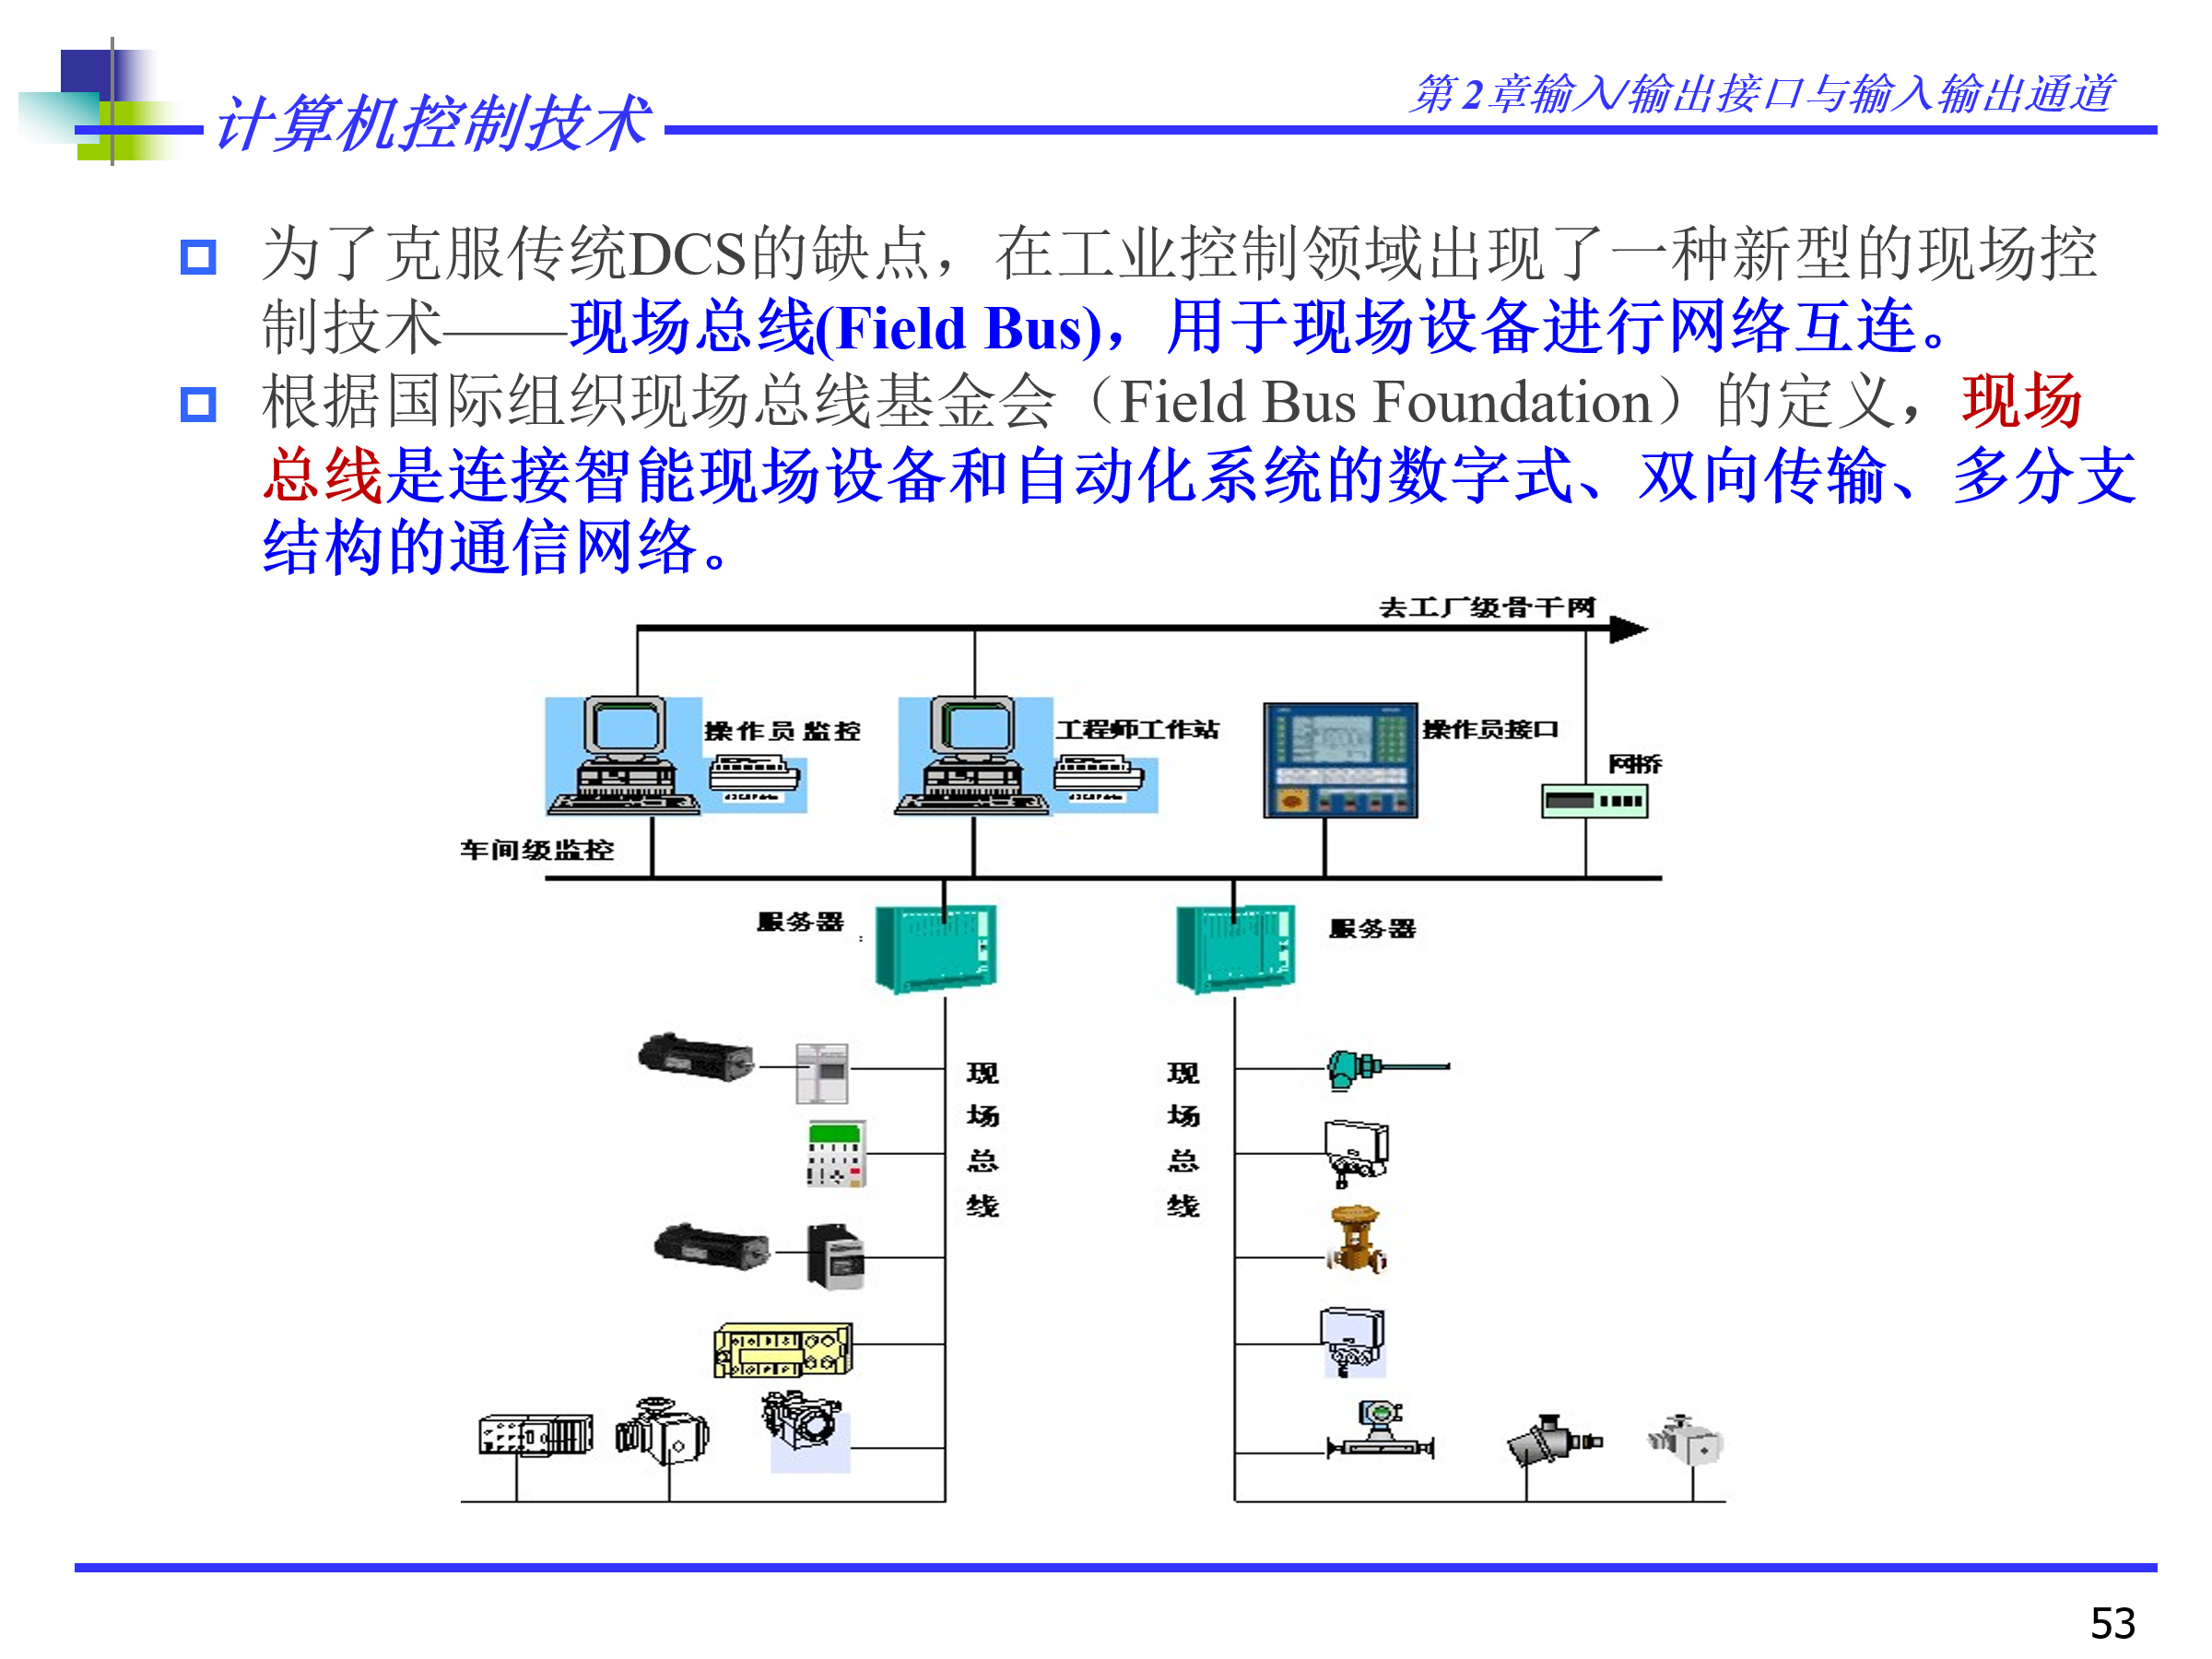 计算机控制技术
第2章输入/输出接口与输入输出通道
为了克服传统DCS的缺点，在工业控制领域出现了一种新型的现场控
制技术——现场总线(Field Bus)，用于现场设备进行网络互连。
根据国际组织现场总线基金会（Field Bus Foundation）的定义，现场
总线是连接智能现场设备和自动化系统的数字式、双向传输、多分支
结构的通信网络。
去工厂级骨干网
操作员监控
工程师工作站
操作员接口
网桥
车间级监控
服务器
:
服务器
现
场
总
线
现
场
总
线
53